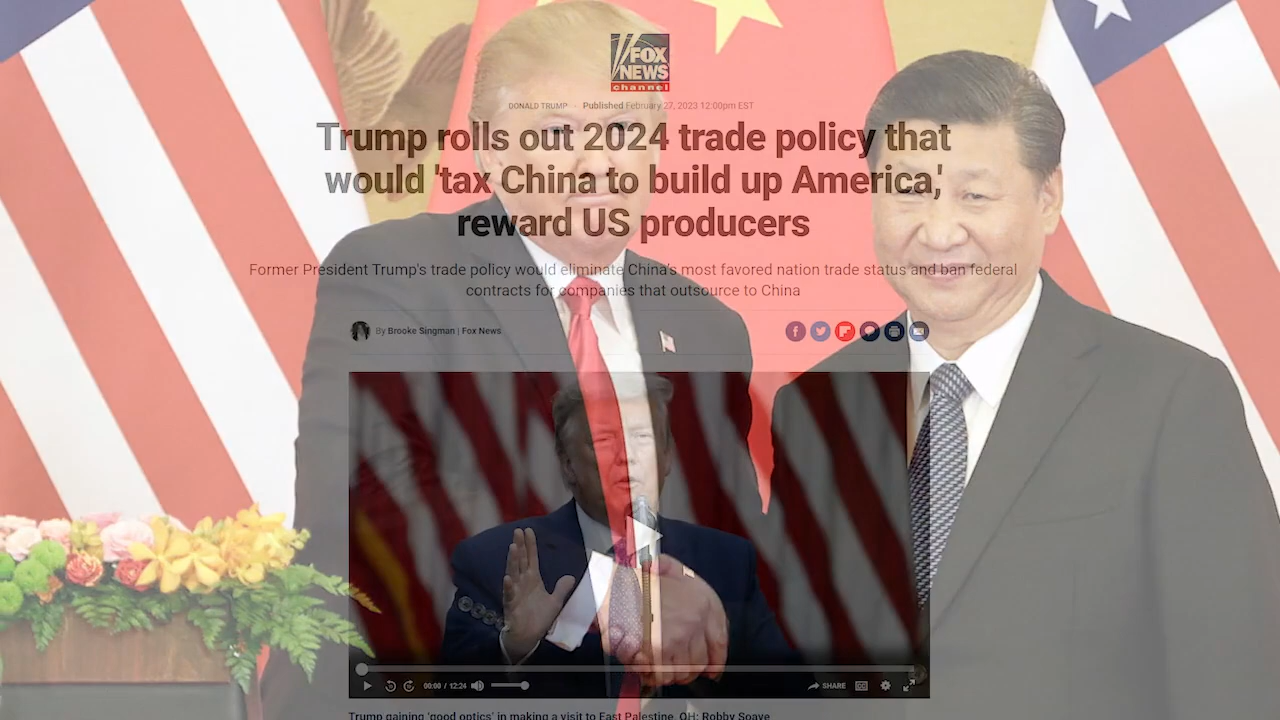 FOX
NEWS
channel
DONALD TRUMP - Published February 27, 2023 12:00pm EST
Trump rolls out 2024 trade policy that
would 'tax China to build up America,'
reward US producers
Former President Trump's trade policy would eliminate China's most favored nation trade status and ban federal
contracts for companies that outsource to China
By Brooke Singman | Fox News
00:00 / 12:24
SHARE
Trump gaining 'good optics' in making a visit to East Palestine, OH: Robby Soave